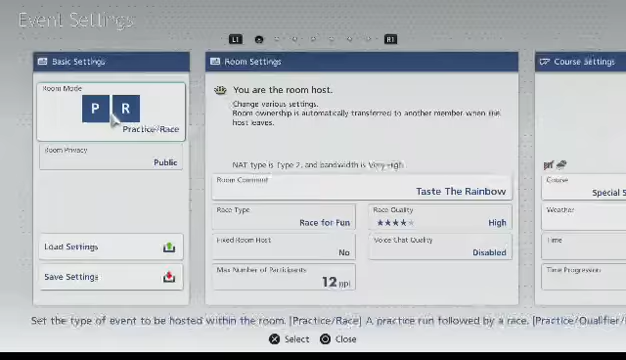 Event Settings
L1
R1
Basic Settings
Room Mode
P R
Practice/Race
Room Privacy
Public
Load Settings
Save Settings
Room Settings
You are the room host.
Change various settings.
Room ownership is automatically transferred to another member when the
host leaves.
NAT type is Type 2, and bandwidth is Very High
Room Comment
Taste The Rainbow
Race Type
Race for Fun
Race Quality
High
Fixed Room Host
No
Voice Chat Quality
Disabled
Max Number of Participants
12 ppl
Course Settings
Course
Special S
Weather
Time
Time Progression
Set the type of event to be hosted within the room. [Practice/Race] A practice run followed by a race. [Practice/Qualifier/
Select
Close